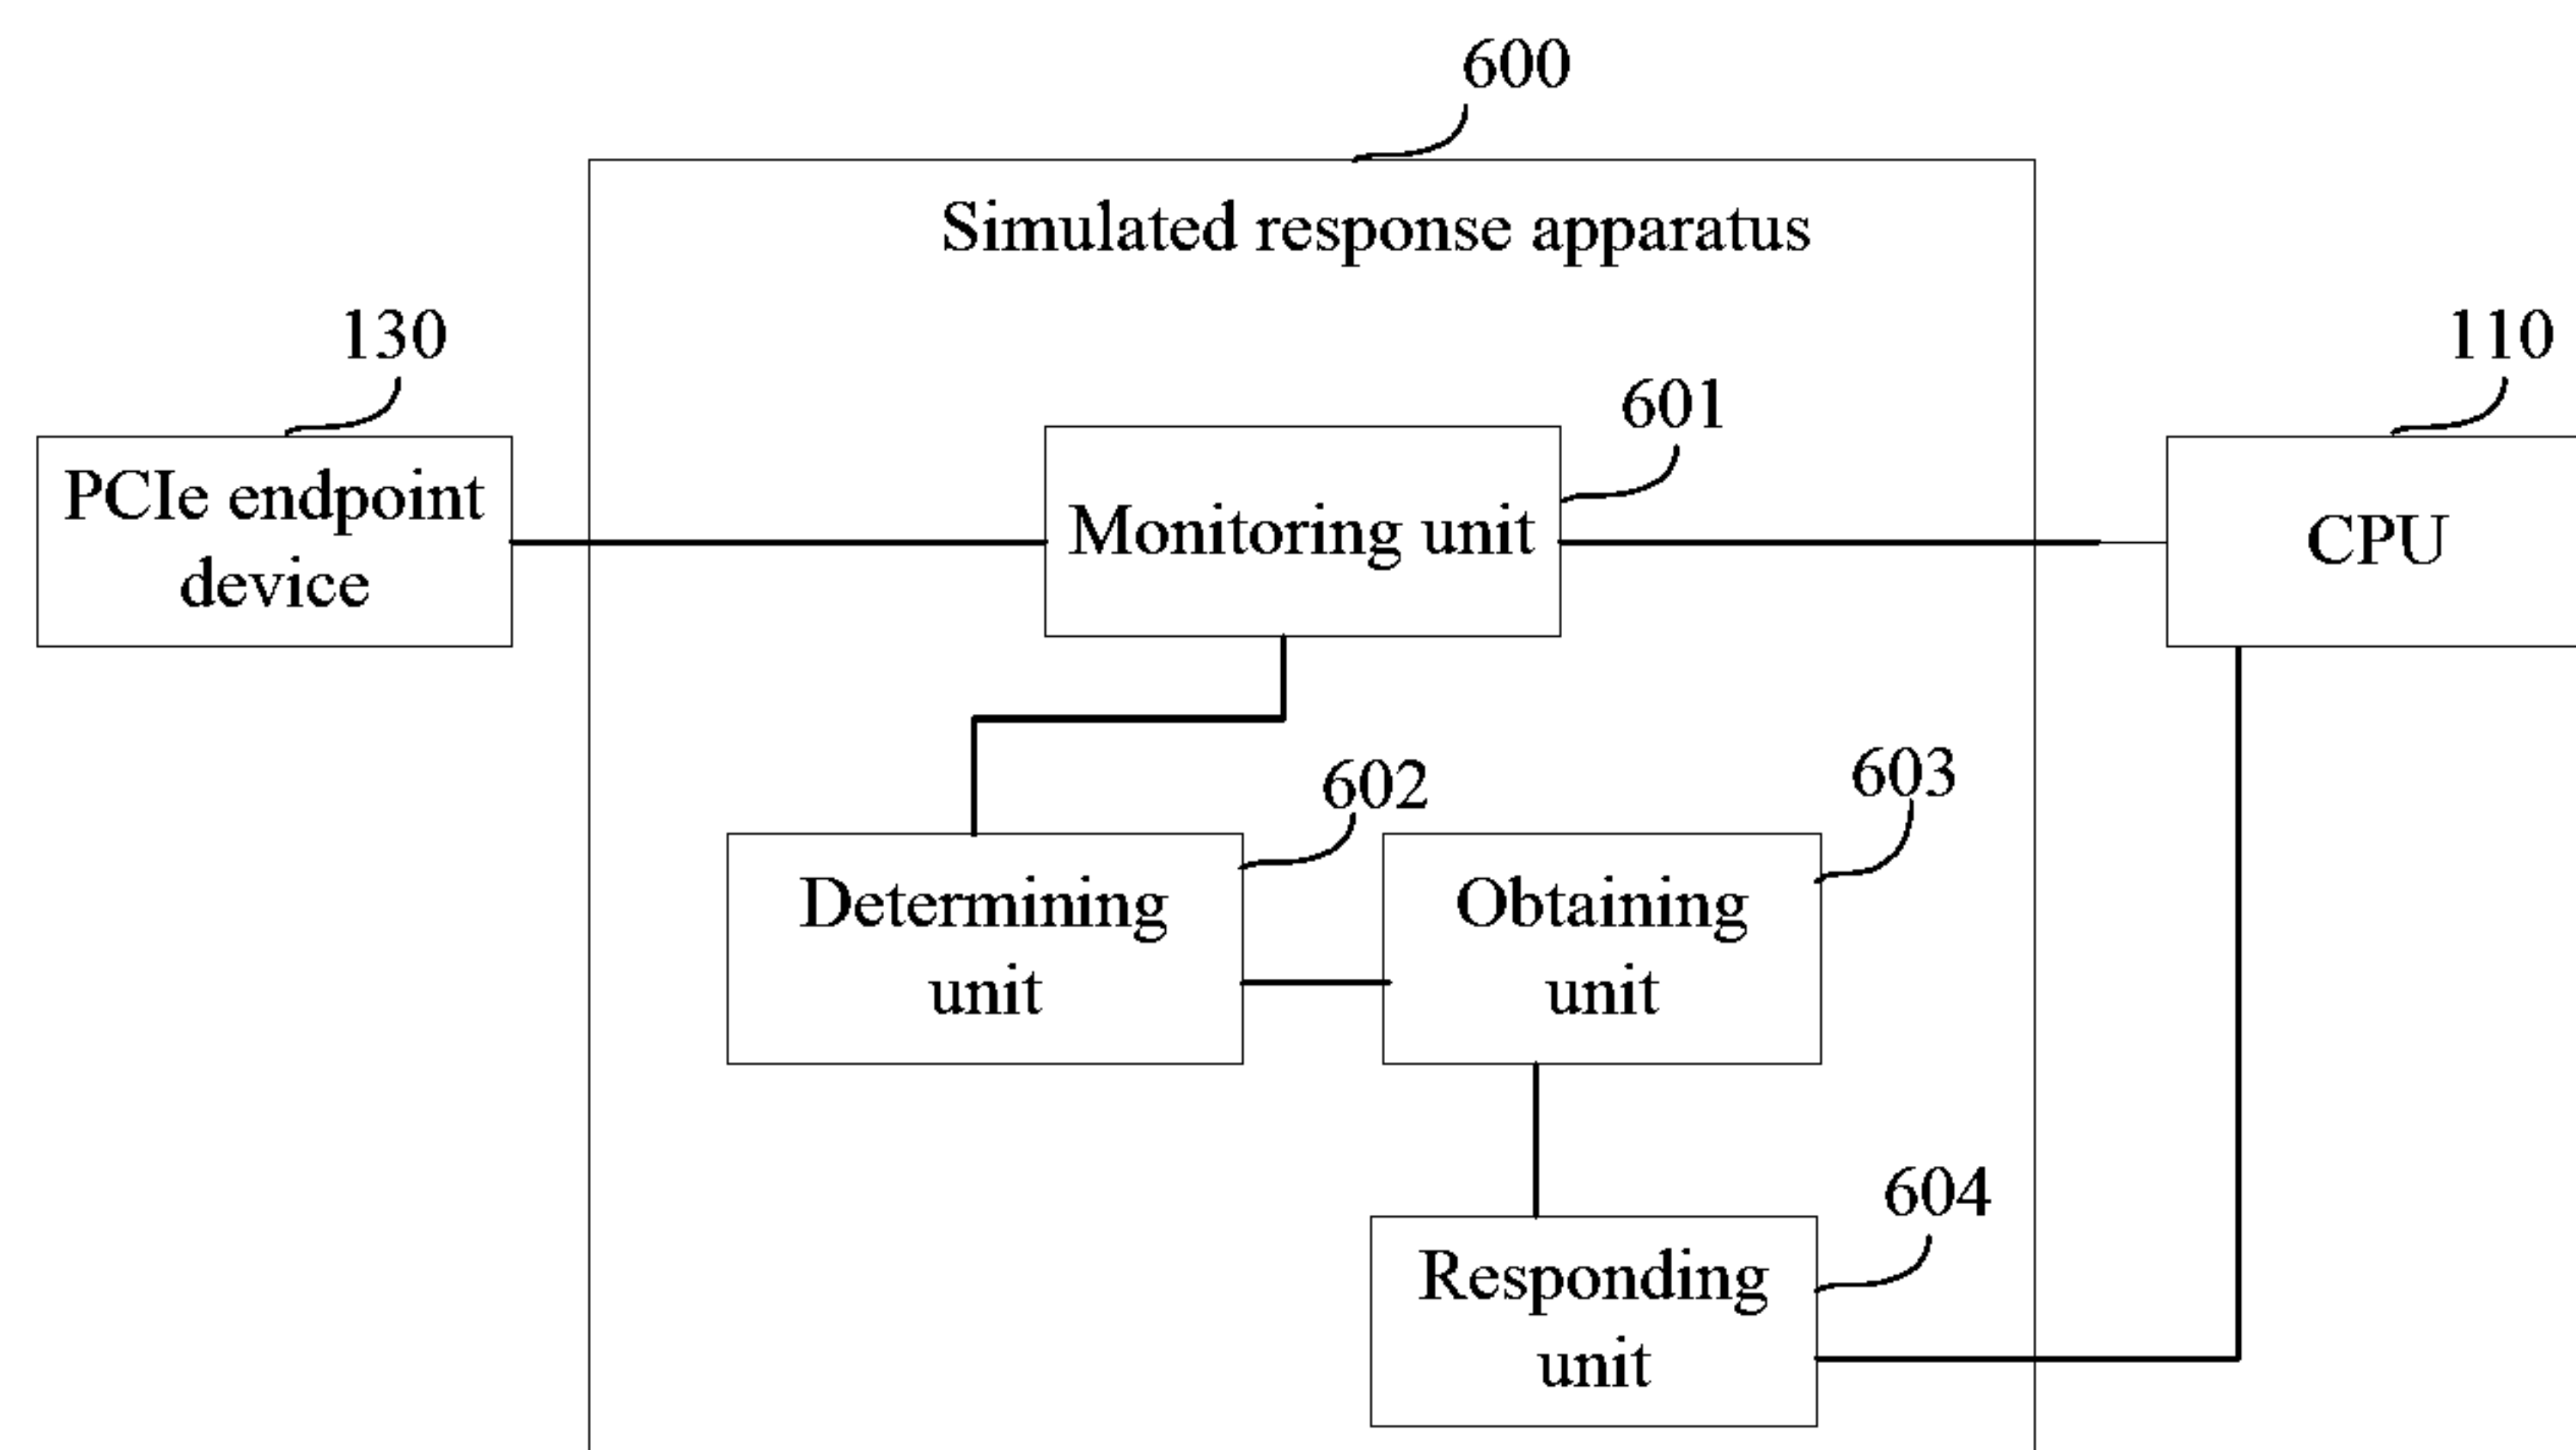 600
Simulated response apparatus
130
110
601
PCIe endpoint
device
Monitoring unit
CPU
602
603
Determining
unit
Obtaining
unit
604
Responding
unit